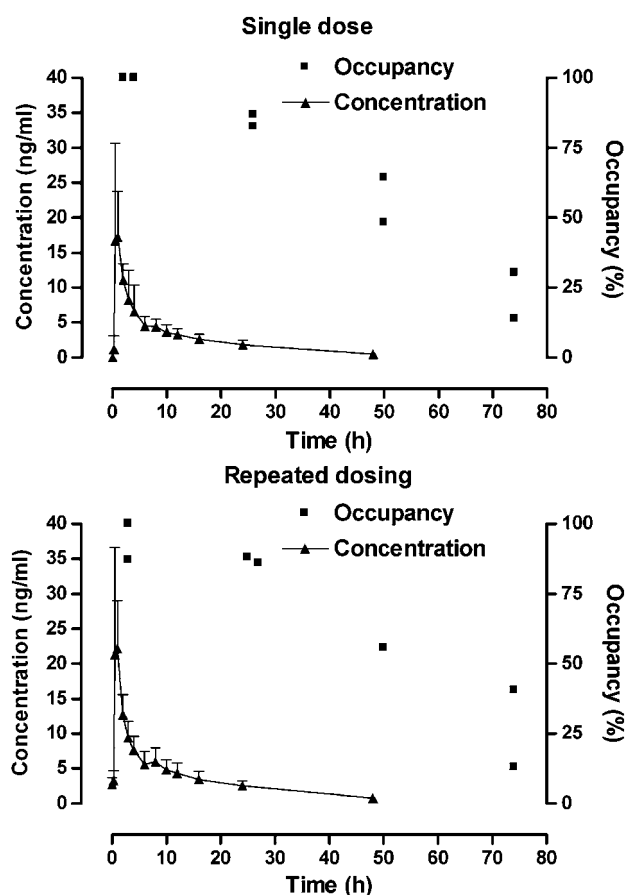 Single dose
Occupancy
Concentration
Concentration (ng/ml)
40
35
30
25
20
15
10
5
0
100
75
50
25
0
Occupancy (%)
0 10 20 30 40 50 60 70 80
Time (h)
Repeated dosing
Occupancy
Concentration
Concentration (ng/ml)
40
35
30
25
20
15
10
5
0
100
75
50
25
0
Occupancy (%)
0 10 20 30 40 50 60 70 80
Time (h)